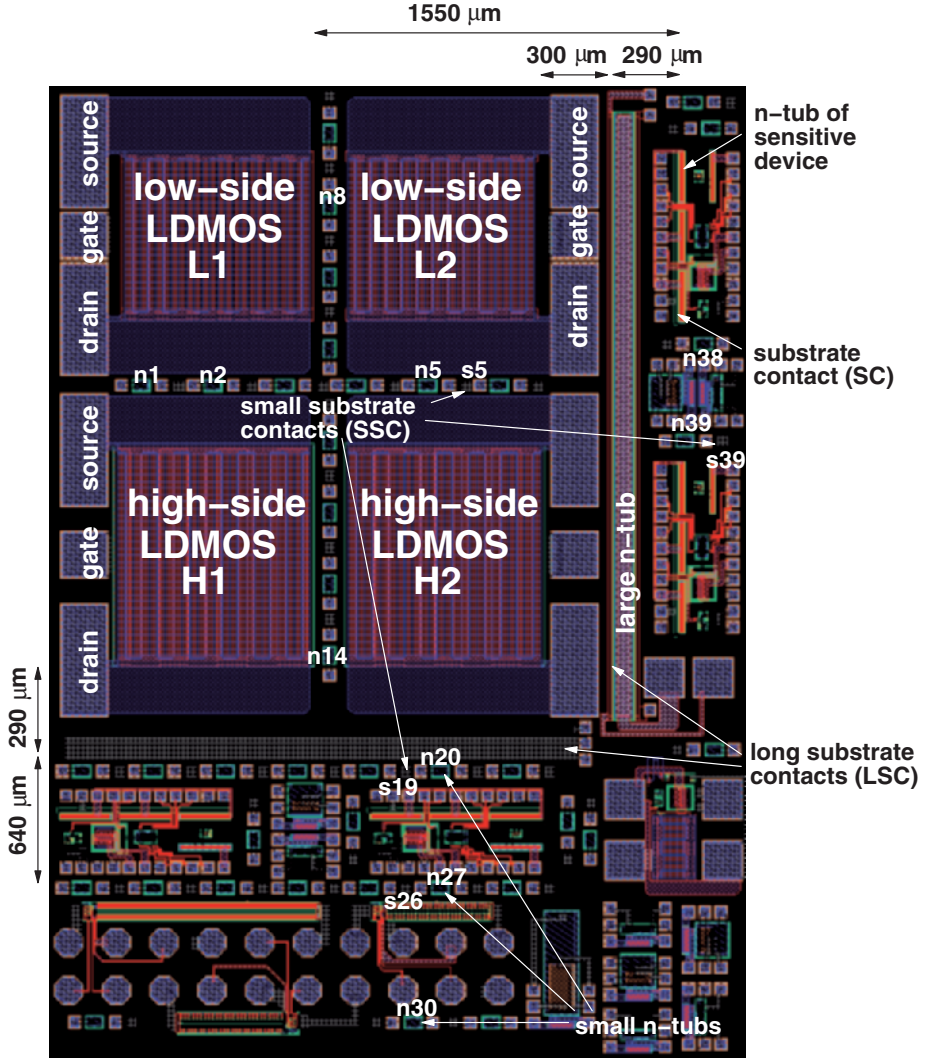 1550 µm
300 µm
290 µm
n−tub of
sensitive
device
source
gate
drain
low−side
LDMOS
L1
n8
low−side
LDMOS
L2
source
gate
drain
substrate
contact (SC)
n38
n1
n2
n5
s5
small substrate
contacts (SSC)
n39
s39
source
gate
drain
high−side
LDMOS
H1
high−side
LDMOS
H2
large n−tub
n14
290 µm
640 µm
long substrate
contacts (LSC)
n20
s19
n27
s26
n30
small n−tubs